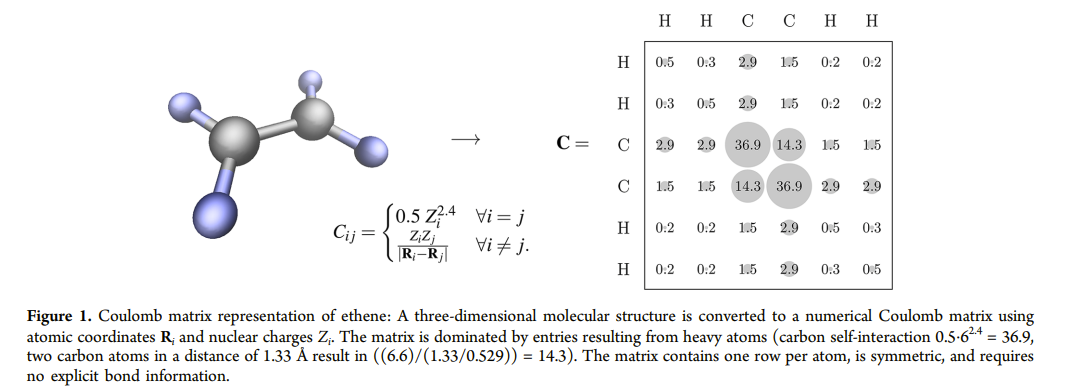 H H C C H H
H 0.5 0.3 2.9 1.5 0.2 0.2
H 0.3 0.5 2.9 1.5 0.2 0.2
C = C 2.9 2.9 36.9 14.3 1.5 1.5
C 1.5 1.5 14.3 36.9 2.9 2.9
H 0.2 0.2 1.5 2.9 0.5 0.3
H 0.2 0.2 1.5 2.9 0.3 0.5
→
Cij = { 0.5 Zi^2.4 ∀i = j
ZiZj / |Ri−Rj| ∀i ≠ j.
Figure 1. Coulomb matrix representation of ethene: A three-dimensional molecular structure is converted to a numerical Coulomb matrix using
atomic coordinates Ri and nuclear charges Zi. The matrix is dominated by entries resulting from heavy atoms (carbon self-interaction 0.5·6^2.4 = 36.9,
two carbon atoms in a distance of 1.33 Å result in ((6.6)/(1.33/0.529)) = 14.3). The matrix contains one row per atom, is symmetric, and requires
no explicit bond information.